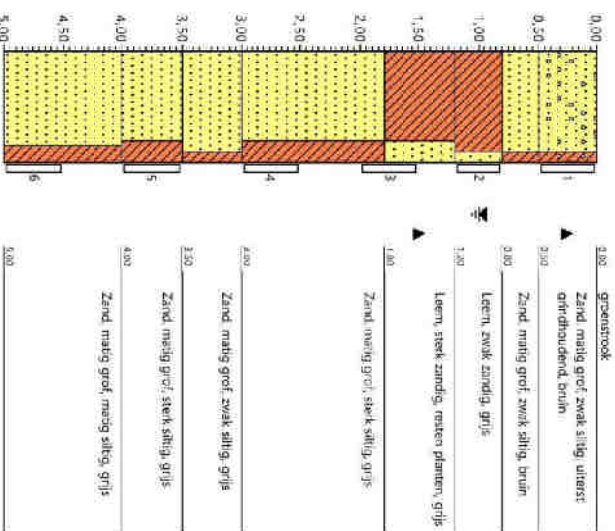 groenstrook
0,00
Zand, matig grof, zwak siltig, uiterst
grindhoudend, bruin
0,50
Zand, matig grof, zwak siltig, bruin
0,80
Leem, zwak zandig, grijs
1,20
Leem, sterk zandig, resten planten, grijs
1,80
Zand, matig grof, sterk siltig, grijs
3,00
Zand, matig grof, zwak siltig, grijs
3,50
Zand, matig grof, sterk siltig, grijs
4,00
Zand, matig grof, matig siltig, grijs
5,00
0,00
0,50
1,00
1,50
2,00
2,50
3,00
3,50
4,00
4,50
5,00
1
2
3
4
5
6